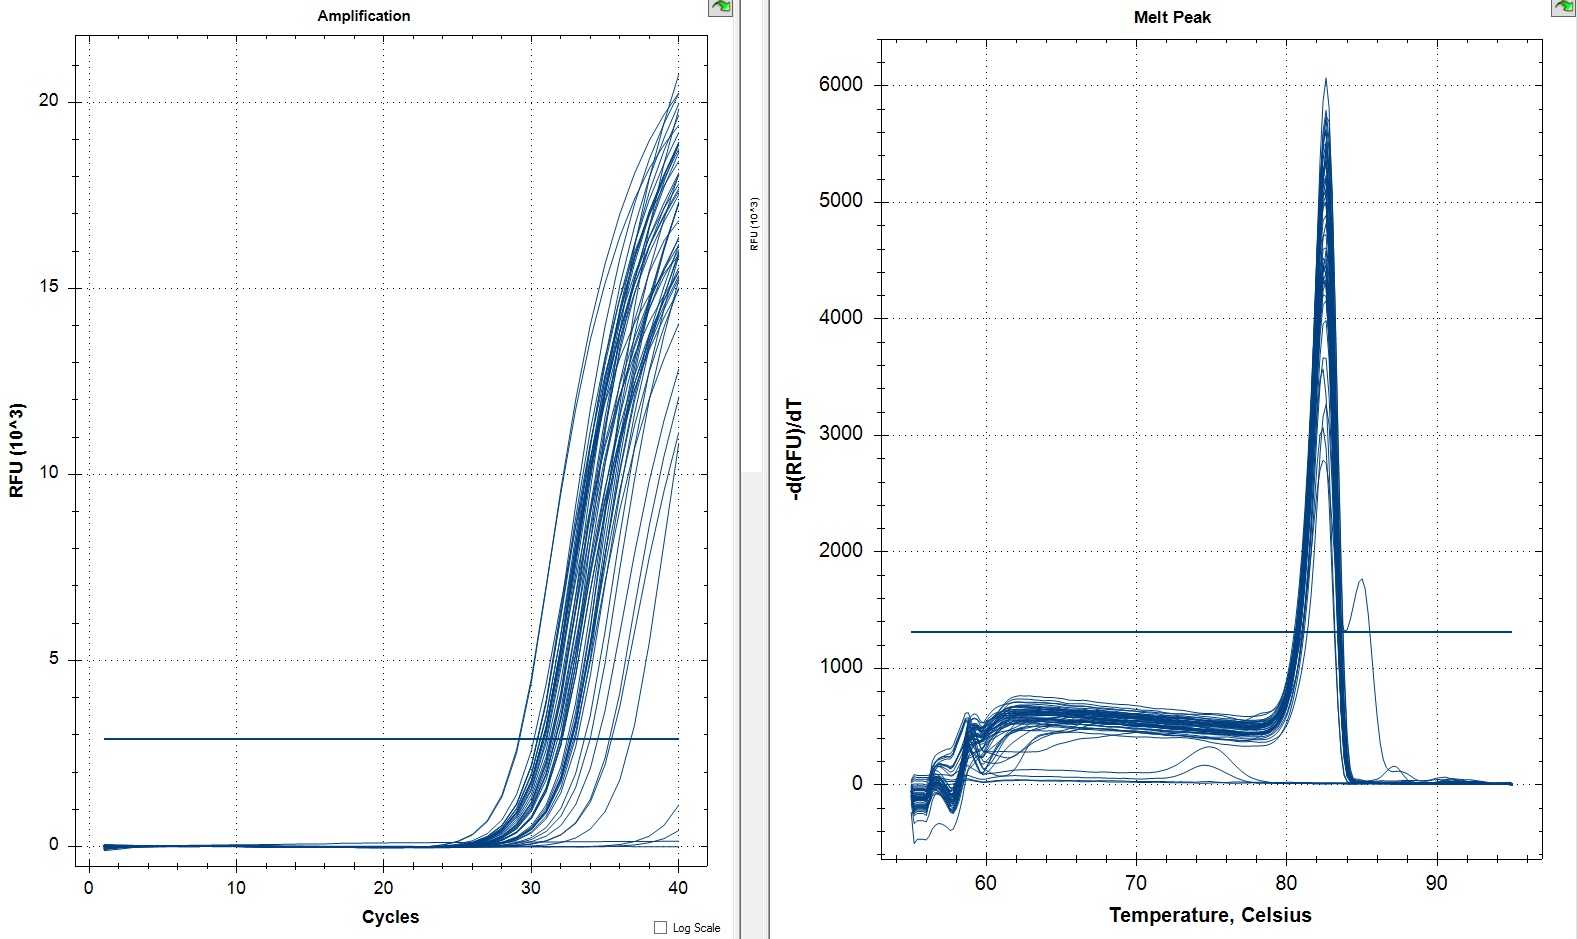 Amplification
20
15
10
5
0
RFU (10^3)
0 10 20 30 40
Cycles
Log Scale
RFU (10^3)
Melt Peak
6000
5000
4000
3000
2000
1000
0
-d(RFU)/dT
60 70 80 90
Temperature, Celsius